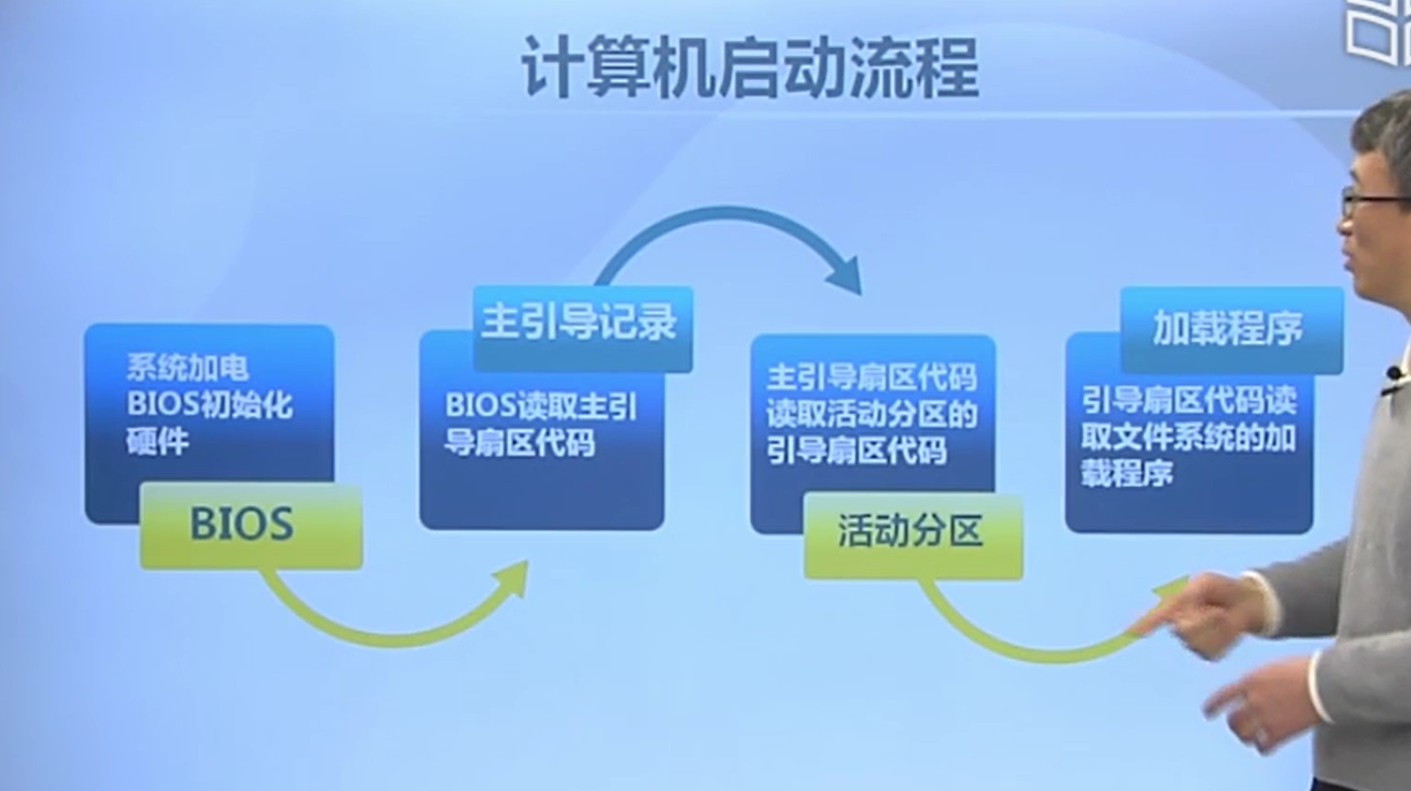 计算机启动流程
系统加电
BIOS初始化
硬件
BIOS
主引导记录
BIOS读取主引
导扇区代码
主引导扇区代码
读取活动分区的
引导扇区代码
活动分区
加载程序
引导扇区代码读
取文件系统的加
载程序